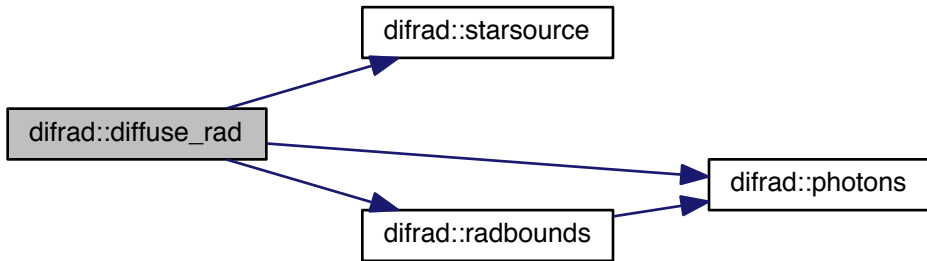 difrad::starsource
difrad::diffuse_rad
difrad::photons
difrad::radbounds